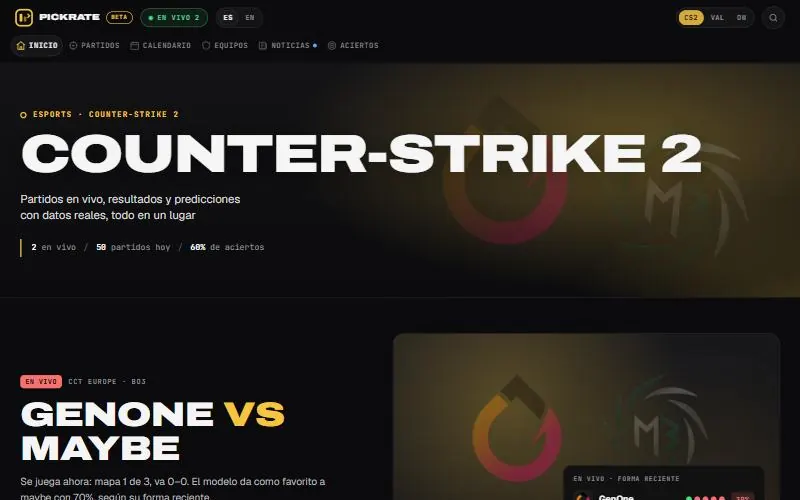 PICKRATE BETA EN VIVO 2 ES EN CS2 VAL
INICIO PARTIDOS CALENDARIO EQUIPOS NOTICIAS ACIERTOS
ESPORTS · COUNTER-STRIKE 2
COUNTER-STRIKE 2
Partidos en vivo, resultados y predicciones
con datos reales, todo en un lugar
2 en vivo / 50 partidos hoy / 60% de aciertos
EN VIVO CCT EUROPE · BO3
GENONE VS
MAYBE
Se juega ahora: mapa 1 de 3, va 0–0. El modelo da como favorito a
maybe con 70%, según su forma reciente.
EN VIVO · FORMA RECIENTE
GenOne